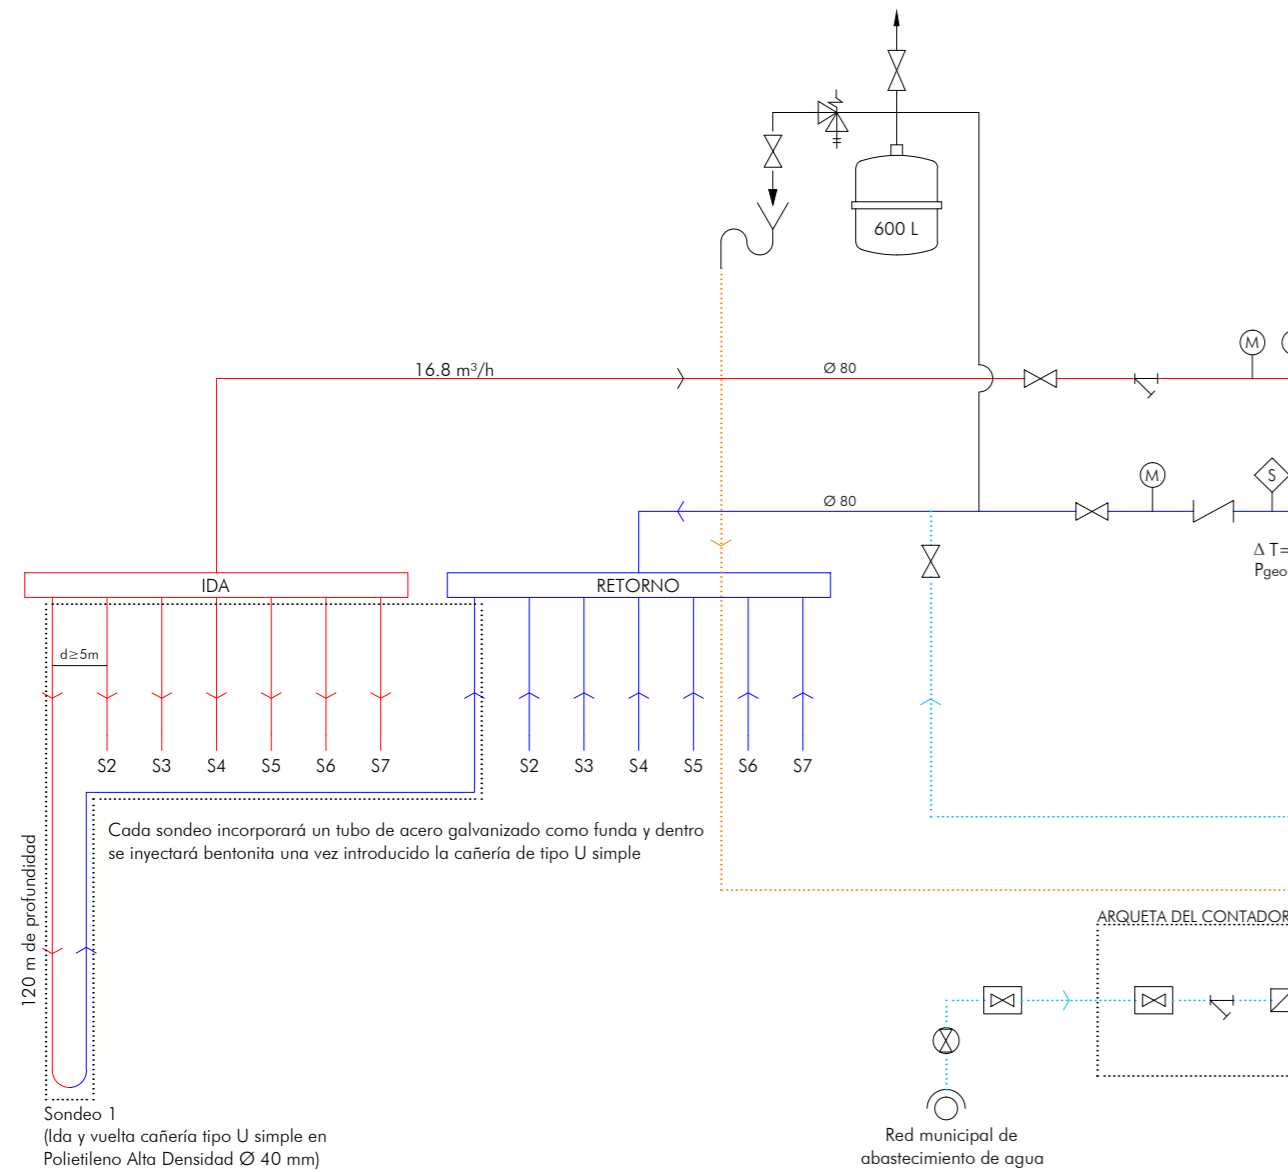 600 L
16.8 m³/h
Ø 80
M
Ø 80
M
S
Δ T=
Pgeo
IDA
RETORNO
d≥5m
S2 S3 S4 S5 S6 S7
S2 S3 S4 S5 S6 S7
Cada sondeo incorporará un tubo de acero galvanizado como funda y dentro
se inyectará bentonita una vez introducido la cañería de tipo U simple
120 m de profundidad
ARQUETA DEL CONTADOR
Sondeo 1
(Ida y vuelta cañería tipo U simple en
Polietileno Alta Densidad Ø 40 mm)
Red municipal de
abastecimiento de agua